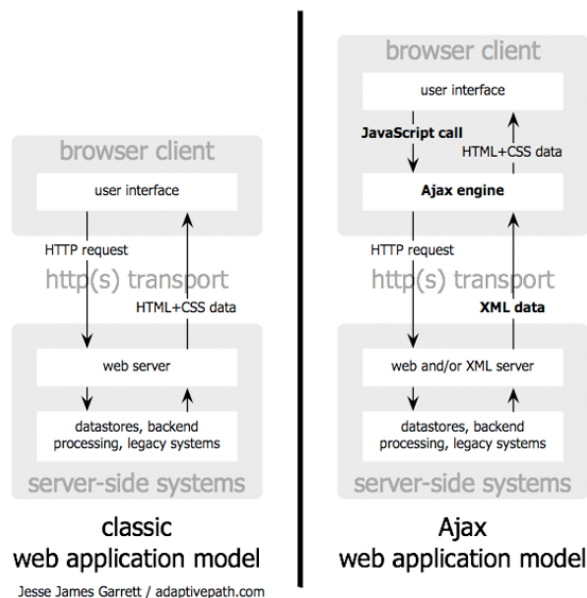 browser client
user interface
HTTP request
http(s) transport
HTML+CSS data
web server
datastores, backend
processing, legacy systems
server-side systems
classic
web application model
Jesse James Garrett / adaptivepath.com
browser client
user interface
JavaScript call
HTML+CSS data
Ajax engine
HTTP request
http(s) transport
XML data
web and/or XML server
datastores, backend
processing, legacy systems
server-side systems
Ajax
web application model